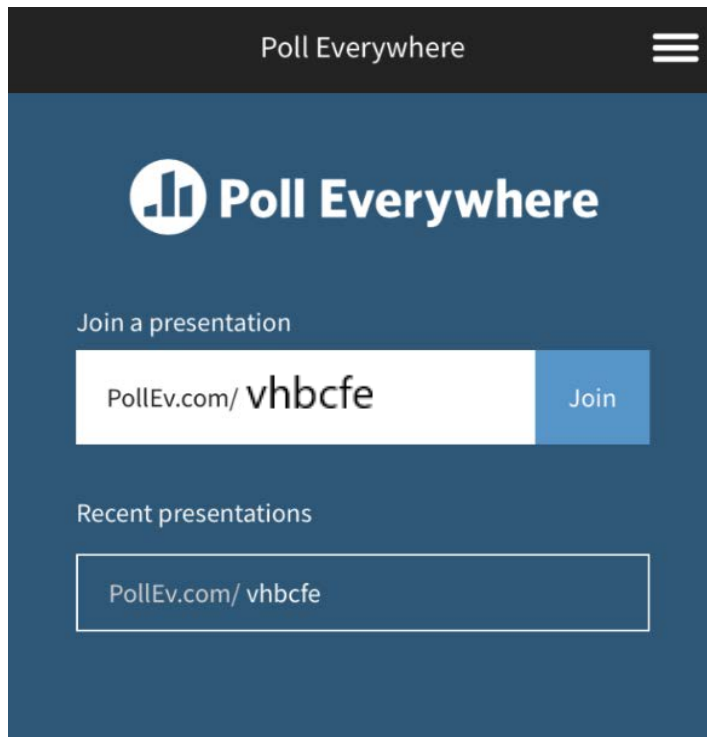 Poll Everywhere
Poll Everywhere
Join a presentation
PollEv.com/ vhbcfe Join
Recent presentations
PollEv.com/ vhbcfe